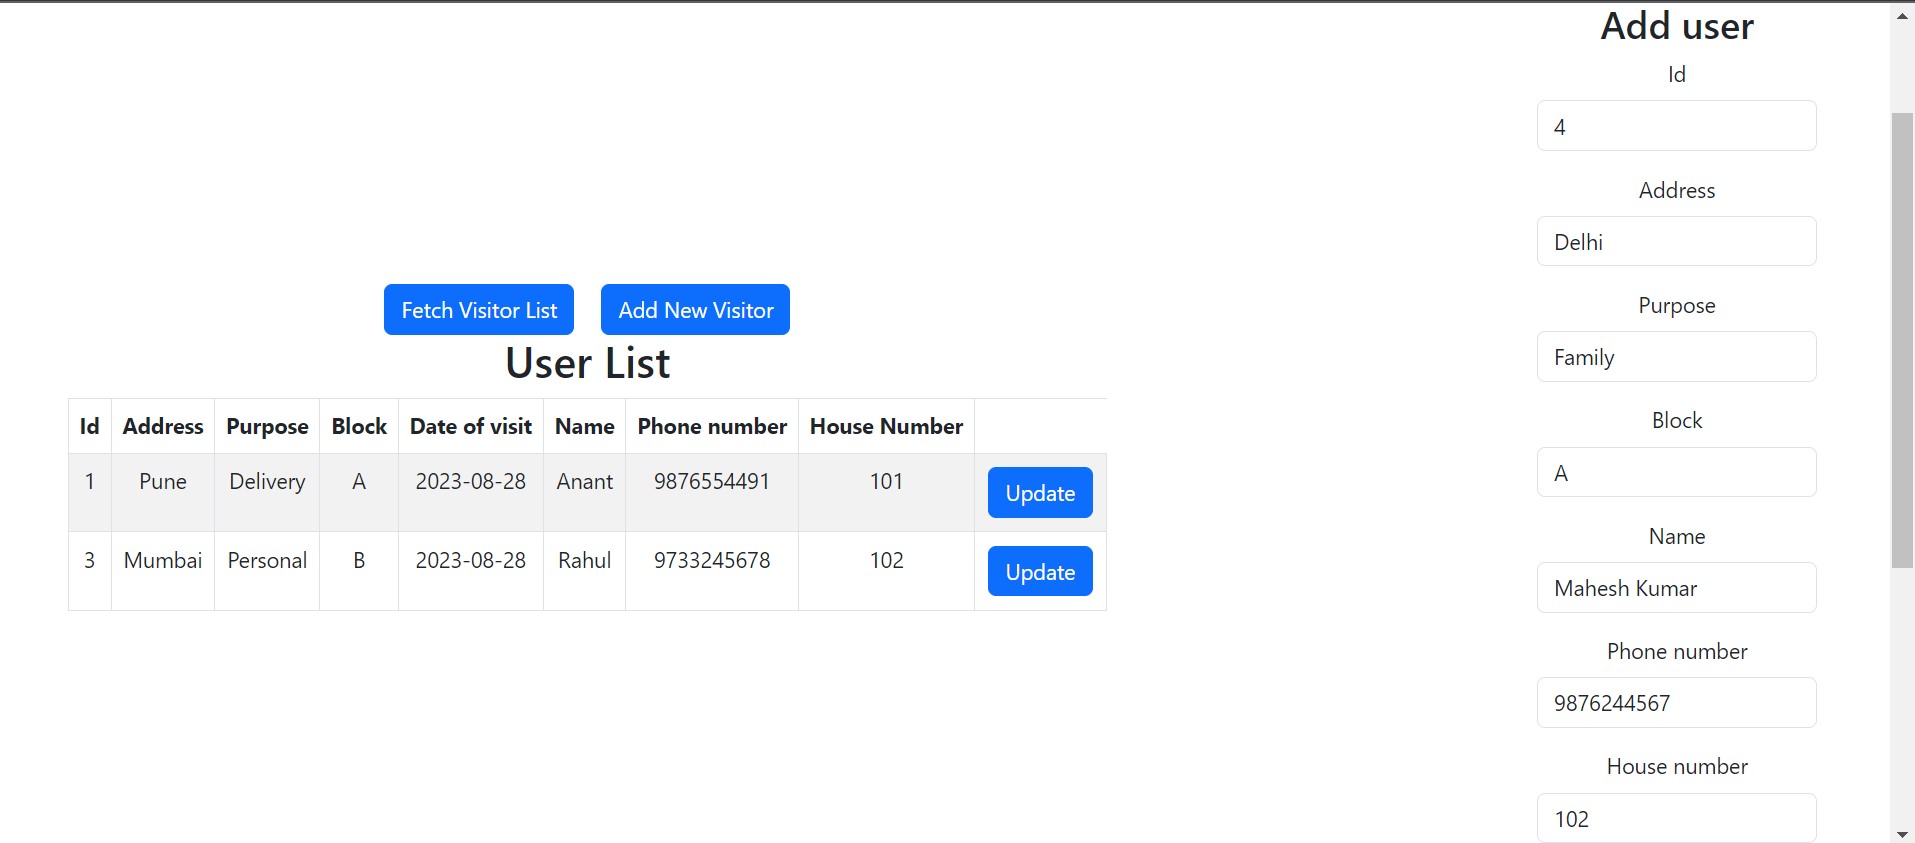 Fetch Visitor List Add New Visitor
User List
Id Address Purpose Block Date of visit Name Phone number House Number
1 Pune Delivery A 2023-08-28 Anant 9876554491 101 Update
3 Mumbai Personal B 2023-08-28 Rahul 9733245678 102 Update
Add user
Id
4
Address
Delhi
Purpose
Family
Block
A
Name
Mahesh Kumar
Phone number
9876244567
House number
102